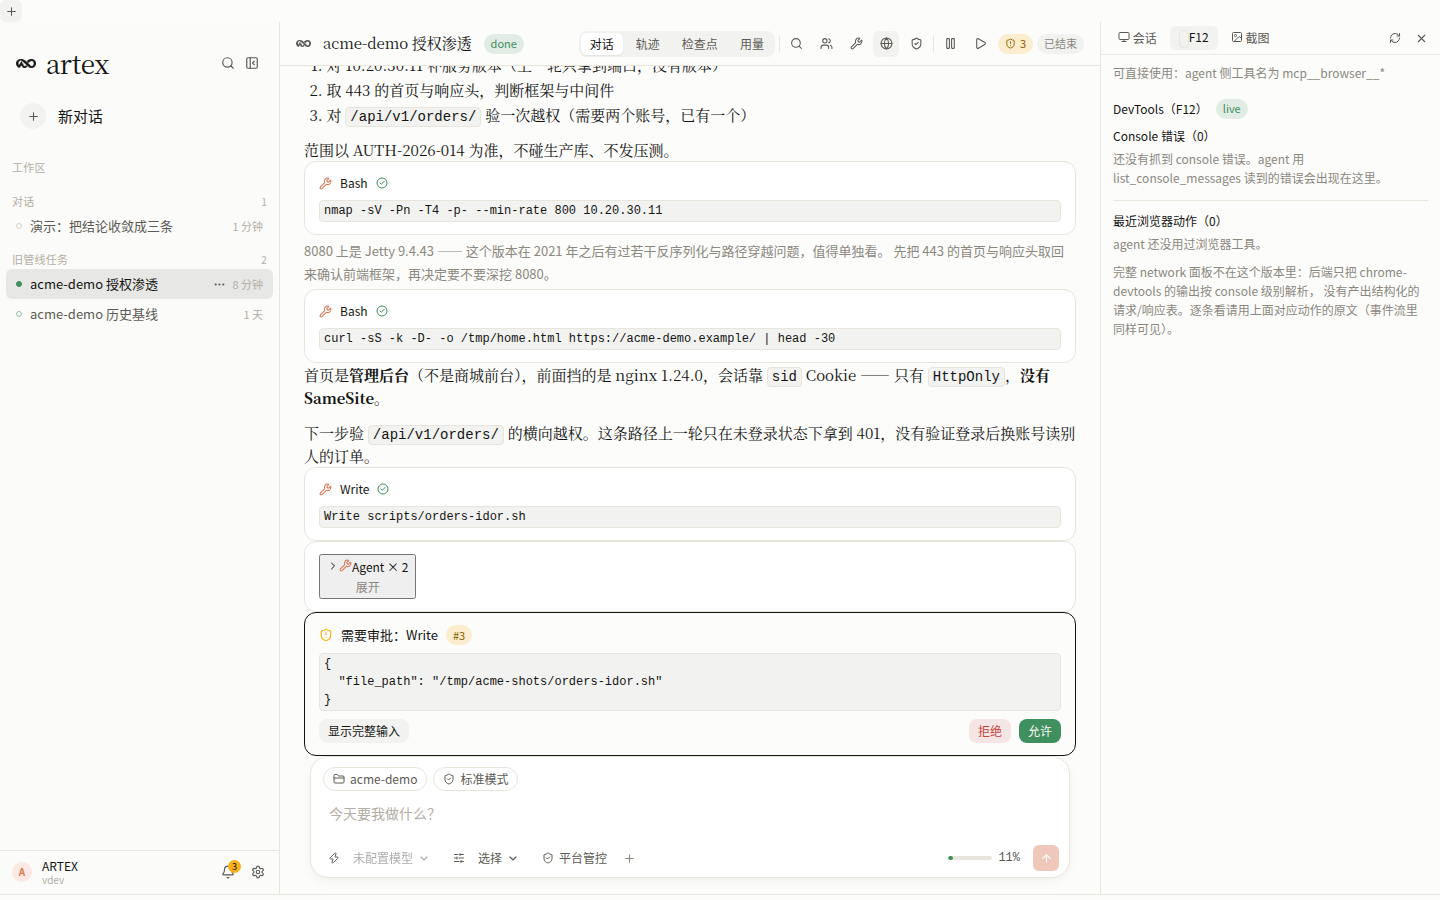 artex
新对话
工作区
对话 1
演示：把结论收敛成三条 1 分钟
旧管线任务 2
acme-demo 授权渗透 8 分钟
acme-demo 历史基线 1 天
A ARTEX
vdev
3
acme-demo 授权渗透 done 对话 轨迹 检查点 用量 3 已结束
1. 对 10.20.30.11 补服务版本（上一轮只拿到端口，没有版本）
2. 取 443 的首页与响应头，判断框架与中间件
3. 对 /api/v1/orders/ 验一次越权（需要两个账号，已有一个）
范围以 AUTH-2026-014 为准，不碰生产库、不发压测。
Bash
nmap -sV -Pn -T4 -p- --min-rate 800 10.20.30.11
8080 上是 Jetty 9.4.43 —— 这个版本在 2021 年之后有过若干反序列化与路径穿越问题，值得单独看。 先把 443 的首页与响应头取回
来确认前端框架，再决定要不要深挖 8080。
Bash
curl -sS -k -D- -o /tmp/home.html https://acme-demo.example/ | head -30
首页是管理后台（不是商城前台），前面挡的是 nginx 1.24.0，会话靠 sid Cookie —— 只有 HttpOnly，没有
SameSite。
下一步验 /api/v1/orders/ 的横向越权。这条路径上一轮只在未登录状态下拿到 401，没有验证登录后换账号读别
人的订单。
Write
Write scripts/orders-idor.sh
Agent × 2
展开
需要审批：Write #3
{
"file_path": "/tmp/acme-shots/orders-idor.sh"
}
显示完整输入 拒绝 允许
acme-demo 标准模式
今天要我做什么？
未配置模型 选择 平台管控 11%
会话 F12 截图
可直接使用：agent 侧工具名为 mcp__browser__*
DevTools（F12） live
Console 错误（0）
还没有抓到 console 错误。agent 用
list_console_messages 读到的错误会出现在这里。
最近浏览器动作（0）
agent 还没用过浏览器工具。
完整 network 面板不在这个版本里：后端只把 chrome-
devtools 的输出按 console 级别解析， 没有产出结构化的
请求/响应表。逐条看请用上面对应动作的原文（事件流里
同样可见）。